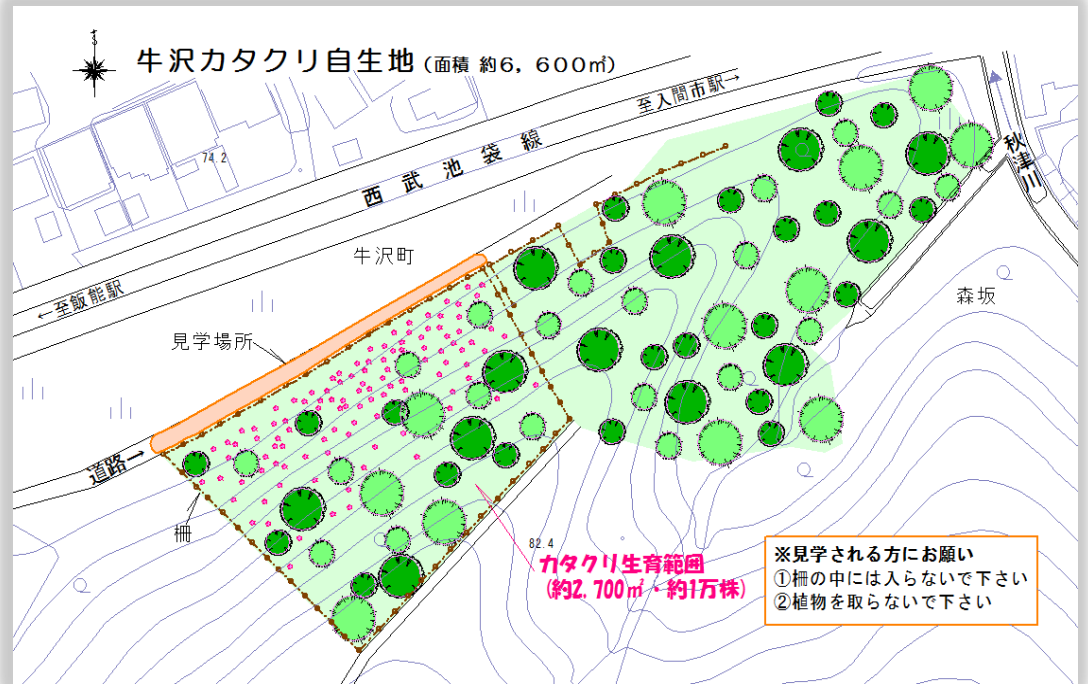 牛沢カタクリ自生地（面積 約6，600㎡）
至入間市駅→
西武池袋線
秋津川
74.2
牛沢町
←至飯能駅
森坂
見学場所
道路→
柵
82.4
カタクリ生育範囲
（約2,700㎡・約1万株）
※見学される方にお願い
①柵の中には入らないで下さい
②植物を取らないで下さい